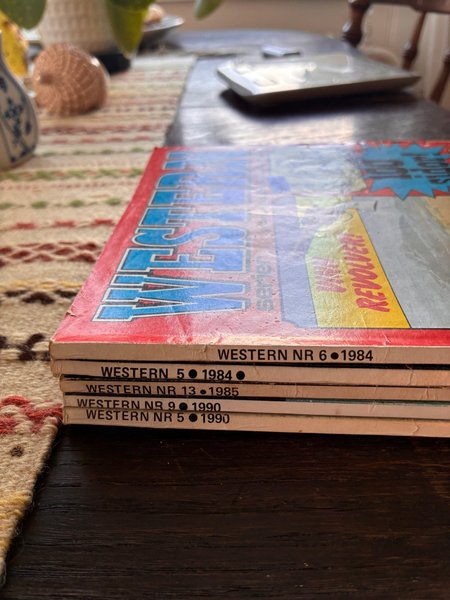 WESTERN
serier
REVOLVER!
WESTERN NR 6 • 1984
WESTERN 5 • 1984 •
WESTERN NR 13 • 1985
WESTERN NR 9 • 1990
WESTERN NR 5 • 1990